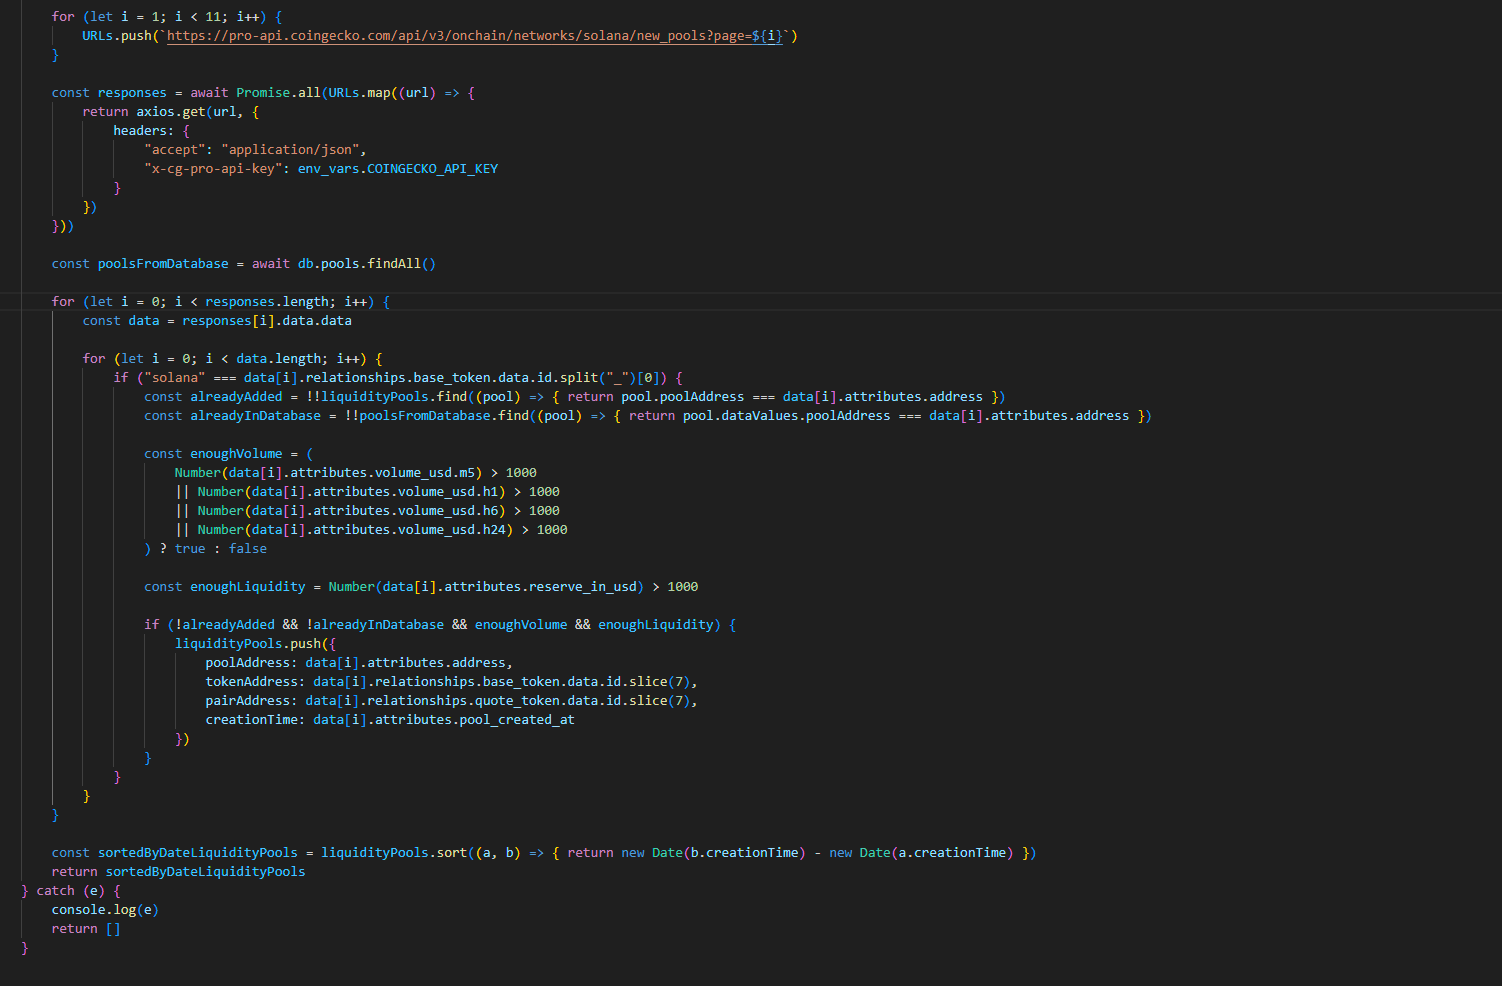 for (let i = 1; i < 11; i++) {
URLs.push(`https://pro-api.coingecko.com/api/v3/onchain/networks/solana/new_pools?page=${i}`)
}
const responses = await Promise.all(URLs.map((url) => {
return axios.get(url, {
headers: {
"accept": "application/json",
"x-cg-pro-api-key": env_vars.COINGECKO_API_KEY
}
})
}))
const poolsFromDatabase = await db.pools.findAll()
for (let i = 0; i < responses.length; i++) {
const data = responses[i].data.data
for (let i = 0; i < data.length; i++) {
if ("solana" === data[i].relationships.base_token.data.id.split("_")[0]) {
const alreadyAdded = !!liquidityPools.find((pool) => { return pool.poolAddress === data[i].attributes.address })
const alreadyInDatabase = !!poolsFromDatabase.find((pool) => { return pool.dataValues.poolAddress === data[i].attributes.address })
const enoughVolume = (
Number(data[i].attributes.volume_usd.m5) > 1000
|| Number(data[i].attributes.volume_usd.h1) > 1000
|| Number(data[i].attributes.volume_usd.h6) > 1000
|| Number(data[i].attributes.volume_usd.h24) > 1000
) ? true : false
const enoughLiquidity = Number(data[i].attributes.reserve_in_usd) > 1000
if (!alreadyAdded && !alreadyInDatabase && enoughVolume && enoughLiquidity) {
liquidityPools.push({
poolAddress: data[i].attributes.address,
tokenAddress: data[i].relationships.base_token.data.id.slice(7),
pairAddress: data[i].relationships.quote_token.data.id.slice(7),
creationTime: data[i].attributes.pool_created_at
})
}
}
}
}
const sortedByDateLiquidityPools = liquidityPools.sort((a, b) => { return new Date(b.creationTime) - new Date(a.creationTime) })
return sortedByDateLiquidityPools
} catch (e) {
console.log(e)
return []
}